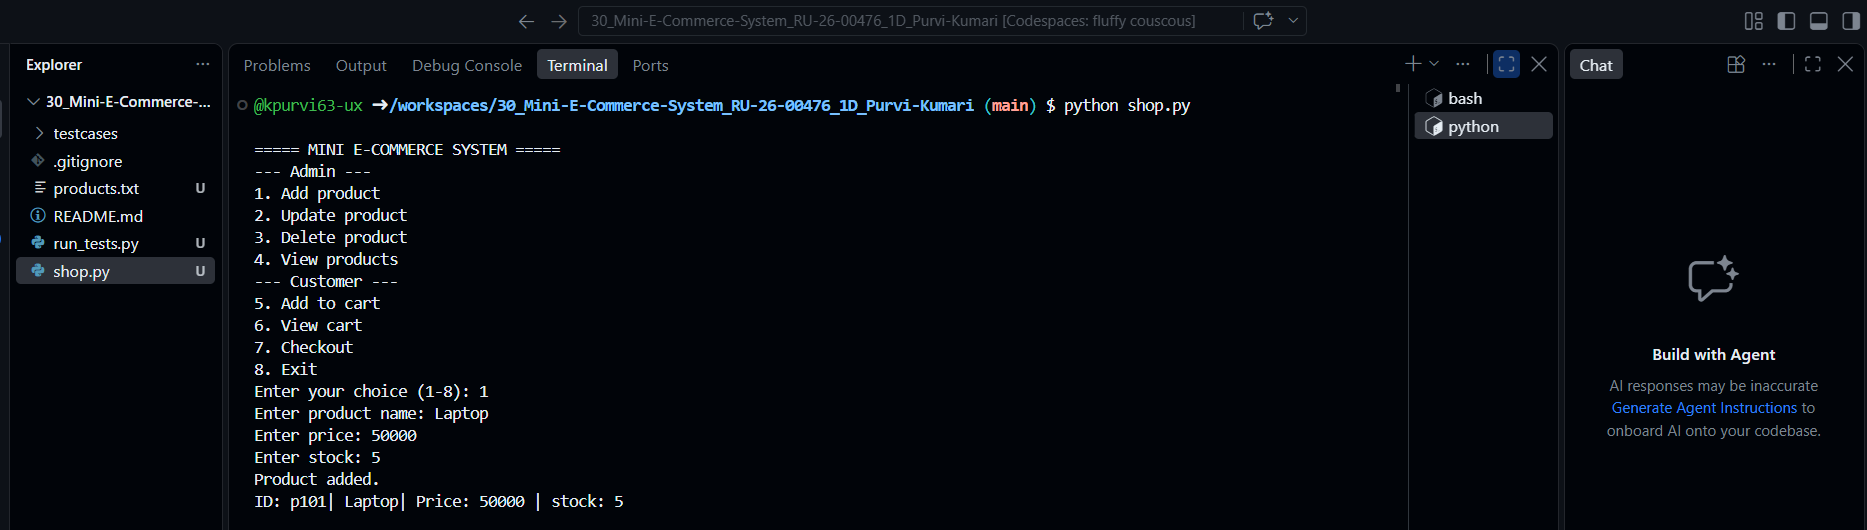 30_Mini-E-Commerce-System_RU-26-00476_1D_Purvi-Kumari [Codespaces: fluffy couscous]
Explorer
30_Mini-E-Commerce-...
testcases
.gitignore
products.txt U
README.md
run_tests.py U
shop.py U
Problems Output Debug Console Terminal Ports
@kpurvi63-ux ➜/workspaces/30_Mini-E-Commerce-System_RU-26-00476_1D_Purvi-Kumari (main) $ python shop.py
===== MINI E-COMMERCE SYSTEM =====
--- Admin ---
1. Add product
2. Update product
3. Delete product
4. View products
--- Customer ---
5. Add to cart
6. View cart
7. Checkout
8. Exit
Enter your choice (1-8): 1
Enter product name: Laptop
Enter price: 50000
Enter stock: 5
Product added.
ID: p101| Laptop| Price: 50000 | stock: 5
bash
python
Chat
Build with Agent
AI responses may be inaccurate
Generate Agent Instructions to
onboard AI onto your codebase.